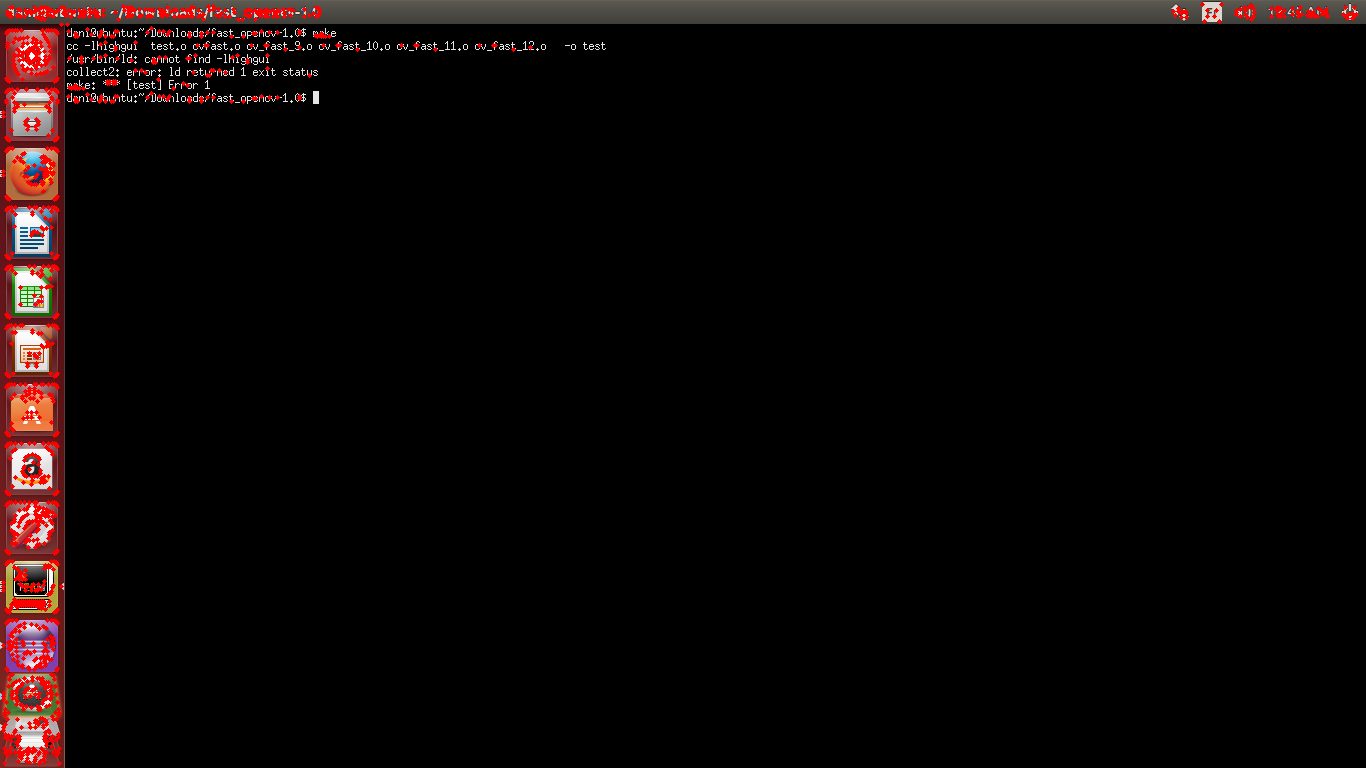 dani@ubuntu: ~/Downloads/fast_opencv-1.0
dani@ubuntu:~/Downloads/fast_opencv-1.0$ make
cc -lhighgui test.o cvfast.o cv_fast_9.o cv_fast_10.o cv_fast_11.o cv_fast_12.o -o test
/usr/bin/ld: cannot find -lhighgui
collect2: error: ld returned 1 exit status
make: *** [test] Error 1
dani@ubuntu:~/Downloads/fast_opencv-1.0$
A
a